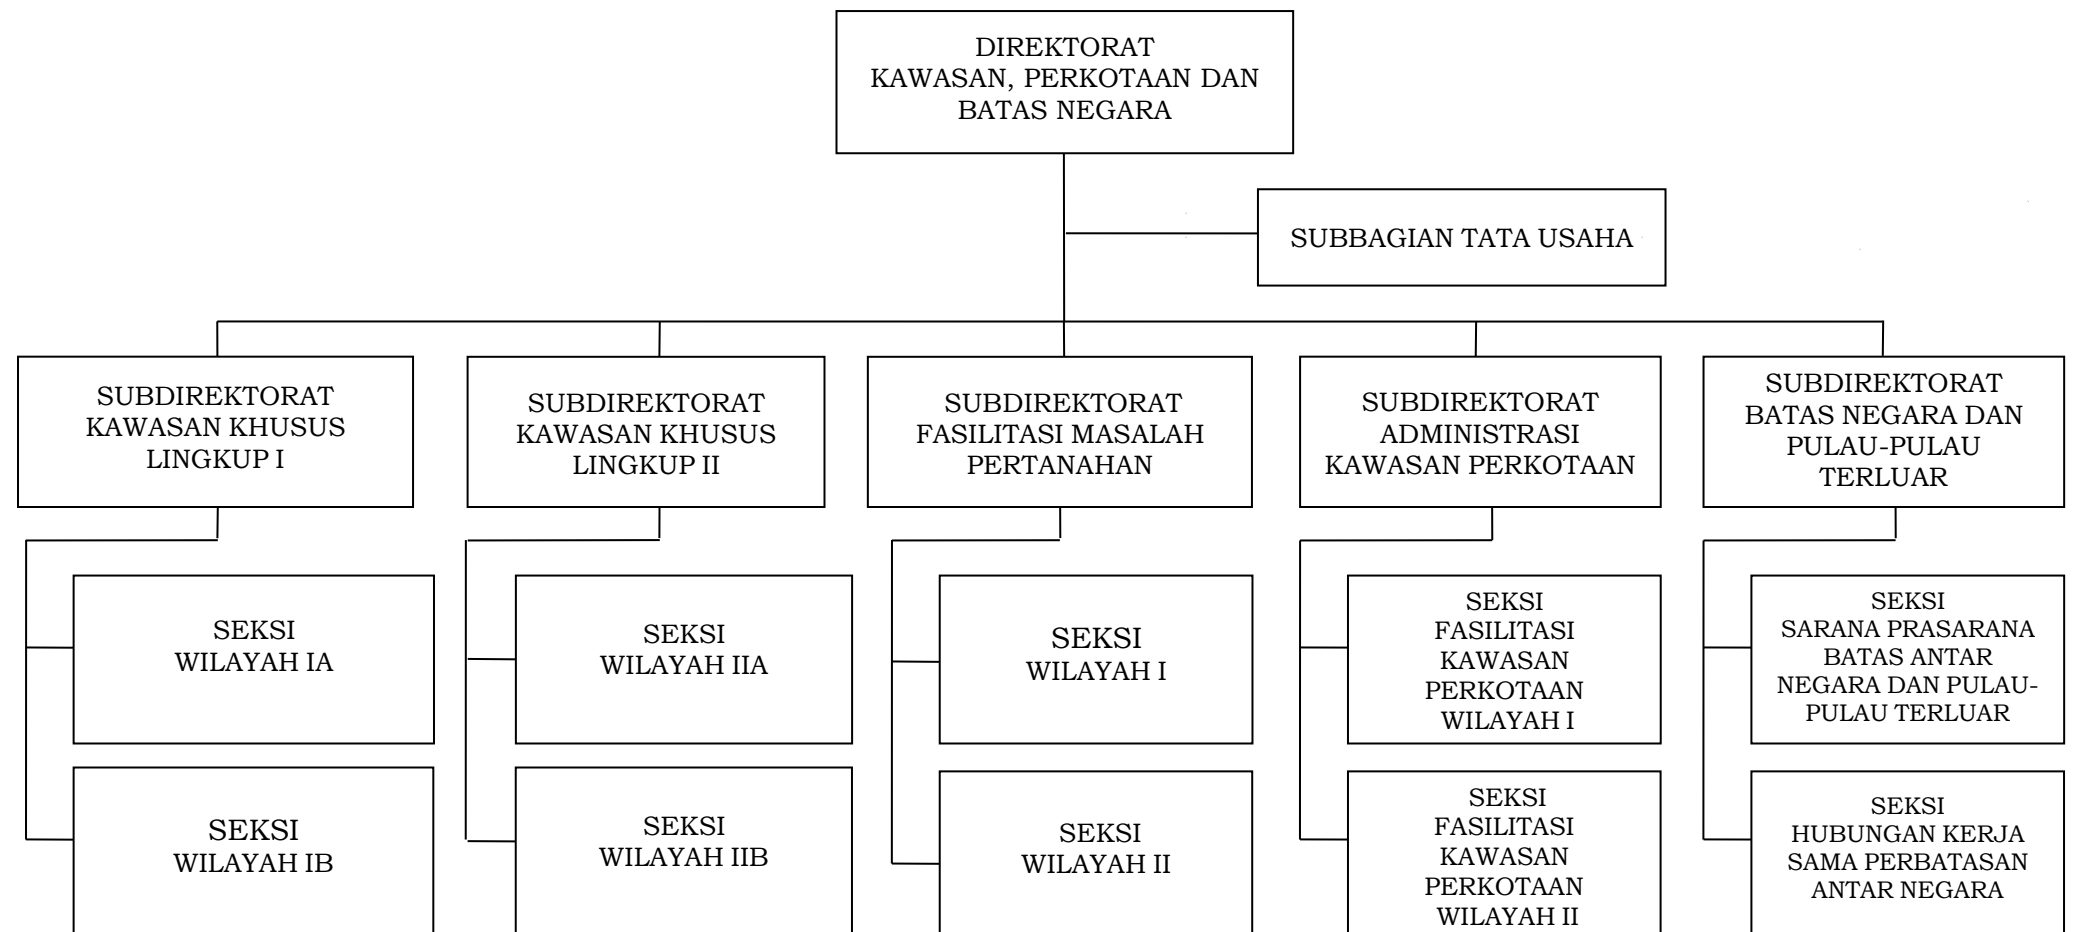 DIREKTORAT
KAWASAN, PERKOTAAN DAN
BATAS NEGARA
SUBBAGIAN TATA USAHA
SUBDIREKTORAT
KAWASAN KHUSUS
LINGKUP I
SUBDIREKTORAT
KAWASAN KHUSUS
LINGKUP II
SUBDIREKTORAT
FASILITASI MASALAH
PERTANAHAN
SUBDIREKTORAT
ADMINISTRASI
KAWASAN PERKOTAAN
SUBDIREKTORAT
BATAS NEGARA DAN
PULAU-PULAU
TERLUAR
SEKSI
WILAYAH IA
SEKSI
WILAYAH IIA
SEKSI
WILAYAH I
SEKSI
FASILITASI
KAWASAN
PERKOTAAN
WILAYAH I
SEKSI
SARANA PRASARANA
BATAS ANTAR
NEGARA DAN PULAU-
PULAU TERLUAR
SEKSI
WILAYAH IB
SEKSI
WILAYAH IIB
SEKSI
WILAYAH II
SEKSI
FASILITASI
KAWASAN
PERKOTAAN
WILAYAH II
SEKSI
HUBUNGAN KERJA
SAMA PERBATASAN
ANTAR NEGARA